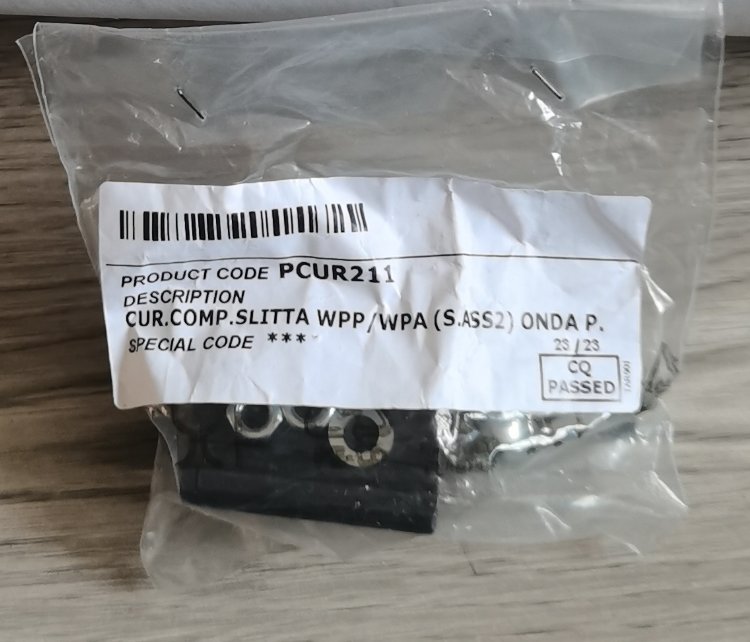 PRODUCT CODE PCUR211
DESCRIPTION
CUR.COMP.SLITTA WPP/WPA (S.ASS2) ONDA P.
SPECIAL CODE ***
23/23
CQ
PASSED